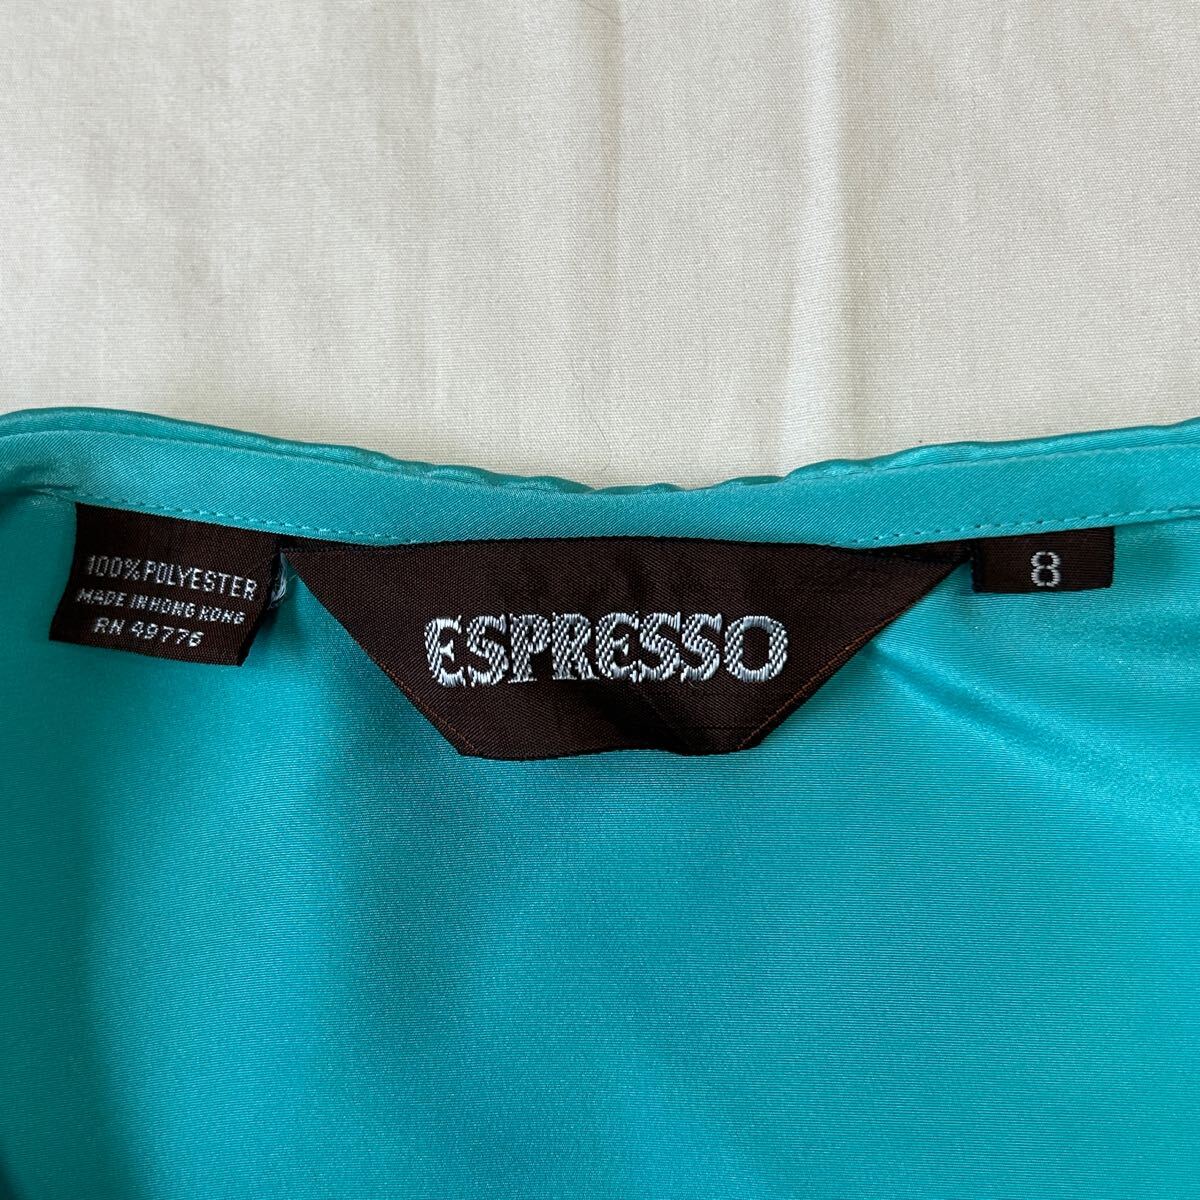 100% POLYESTER
MADE IN HONG KONG
RN 49776
ESPRESSO
8